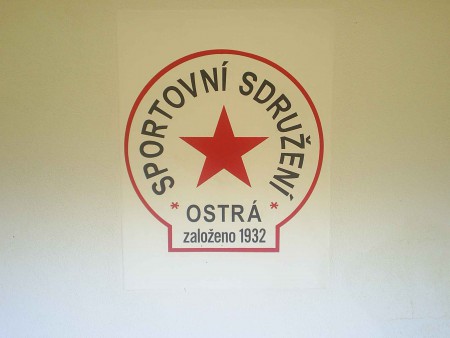 SPORTOVNÍ SDRUŽENÍ
* OSTRÁ *
založeno 1932